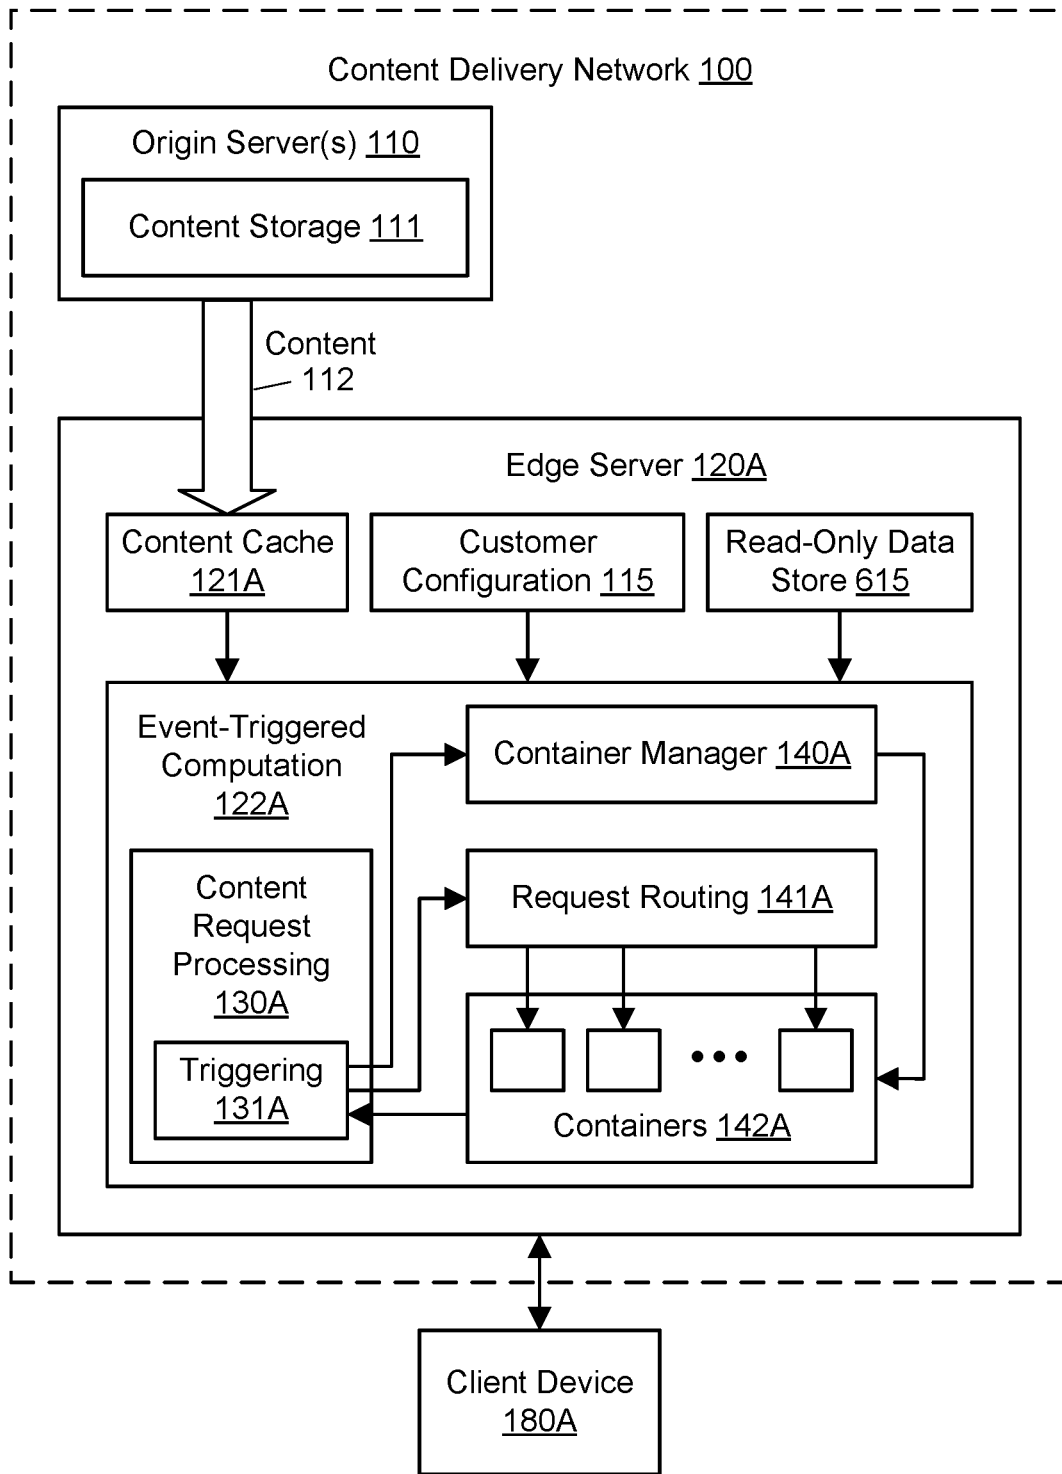 Content Delivery Network 100
Origin Server(s) 110
Content Storage 111
Content
112
Edge Server 120A
Content Cache
121A
Customer
Configuration 115
Read-Only Data
Store 615
Event-Triggered
Computation
122A
Container Manager 140A
Content
Request
Processing
130A
Request Routing 141A
Triggering
131A
Containers 142A
Client Device
180A